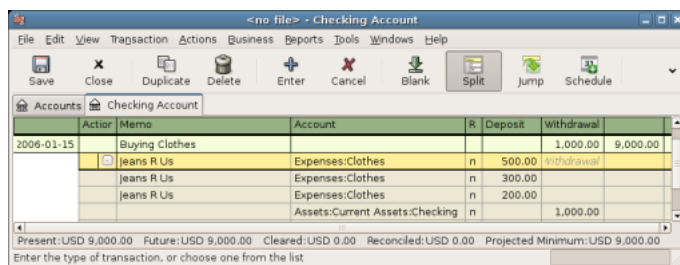 <no file> - Checking Account
File Edit View Transaction Actions Business Reports Tools Windows Help
Save Close Duplicate Delete Enter Cancel Blank Split Jump Schedule
Accounts Checking Account
Action Memo Account R Deposit Withdrawal
2006-01-15 Buying Clothes 1,000.00 9,000.00
Jeans R Us Expenses:Clothes n 500.00 Withdrawal
Jeans R Us Expenses:Clothes n 300.00
Jeans R Us Expenses:Clothes n 200.00
Assets:Current Assets:Checking n 1,000.00
Present:USD 9,000.00 Future:USD 9,000.00 Cleared:USD 0.00 Reconciled:USD 0.00 Projected Minimum:USD 9,000.00
Enter the type of transaction, or choose one from the list